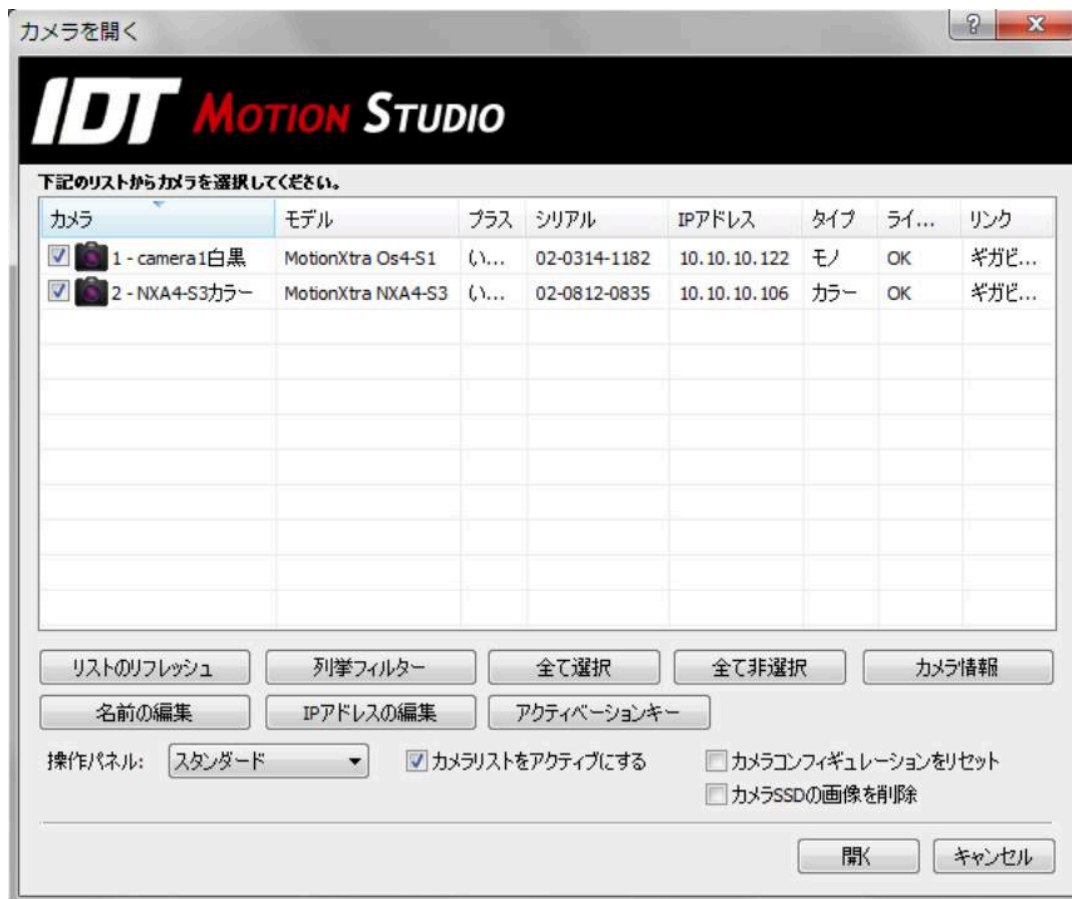 カメラを開く
IDT MOTION STUDIO
下記のリストからカメラを選択してください。
カメラ モデル プラス シリアル IPアドレス タイプ ライ... リンク
1 - camera1白黒 MotionXtra Os4-S1 い... 02-0314-1182 10.10.10.122 モノ OK ギガビ...
2 - NXA4-S3カラー MotionXtra NXA4-S3 い... 02-0812-0835 10.10.10.106 カラー OK ギガビ...
リストのリフレッシュ 列挙フィルター 全て選択 全て非選択 カメラ情報
名前の編集 IPアドレスの編集 アクティベーションキー
操作パネル: スタンダード カメラリストをアクティブにする カメラコンフィギュレーションをリセット
カメラSSDの画像を削除
開く キャンセル